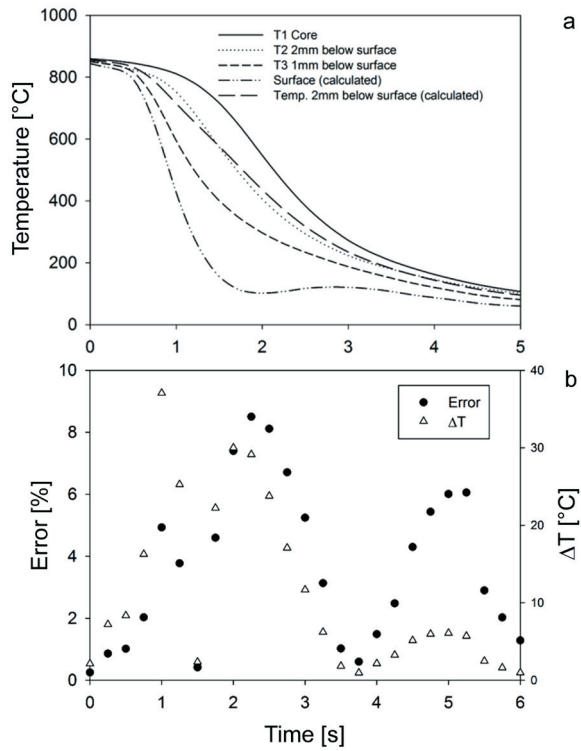 a
T1 Core
T2 2mm below surface
T3 1mm below surface
Surface (calculated)
Temp. 2mm below surface (calculated)
Temperature [°C]
1000
800
600
400
200
0
0 1 2 3 4 5
b
Error
ΔT
Error [%]
10
8
6
4
2
0
ΔT [°C]
40
30
20
10
0
0 1 2 3 4 5 6
Time [s]